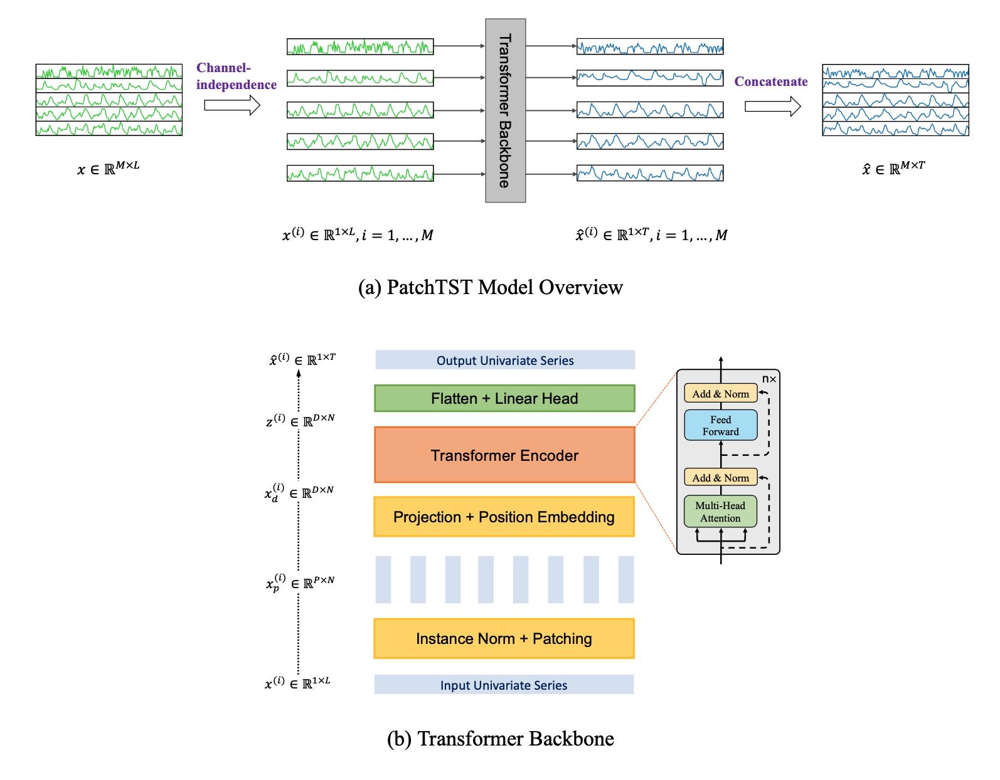 Channel-
independence
x ∈ ℝ^{M×L}
Transformer Backbone
Concatenate
x̂ ∈ ℝ^{M×T}
x^{(i)} ∈ ℝ^{1×L}, i = 1, …, M
x̂^{(i)} ∈ ℝ^{1×T}, i = 1, …, M
(a) PatchTST Model Overview
x̂^{(i)} ∈ ℝ^{1×T}
Output Univariate Series
Flatten + Linear Head
z^{(i)} ∈ ℝ^{D×N}
Transformer Encoder
x_d^{(i)} ∈ ℝ^{D×N}
Projection + Position Embedding
x_p^{(i)} ∈ ℝ^{P×N}
Instance Norm + Patching
x^{(i)} ∈ ℝ^{1×L}
Input Univariate Series
n×
Add & Norm
Feed
Forward
Add & Norm
Multi-Head
Attention
(b) Transformer Backbone